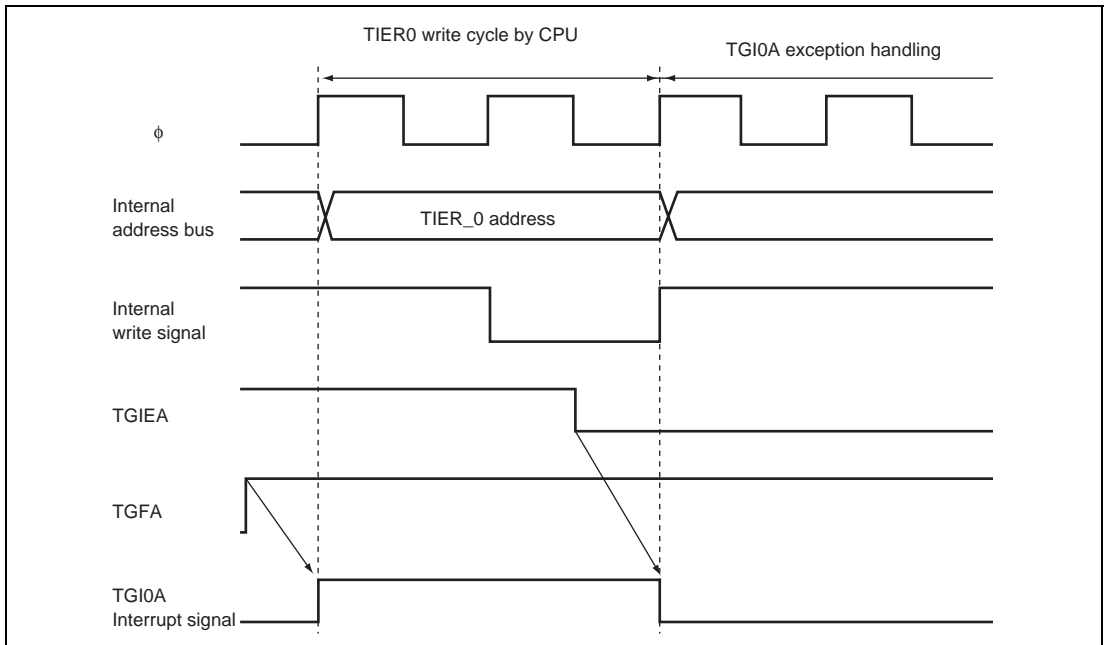 TIER0 write cycle by CPU
TGI0A exception handling
ϕ
Internal
address bus
TIER_0 address
Internal
write signal
TGIEA
TGFA
TGI0A
Interrupt signal